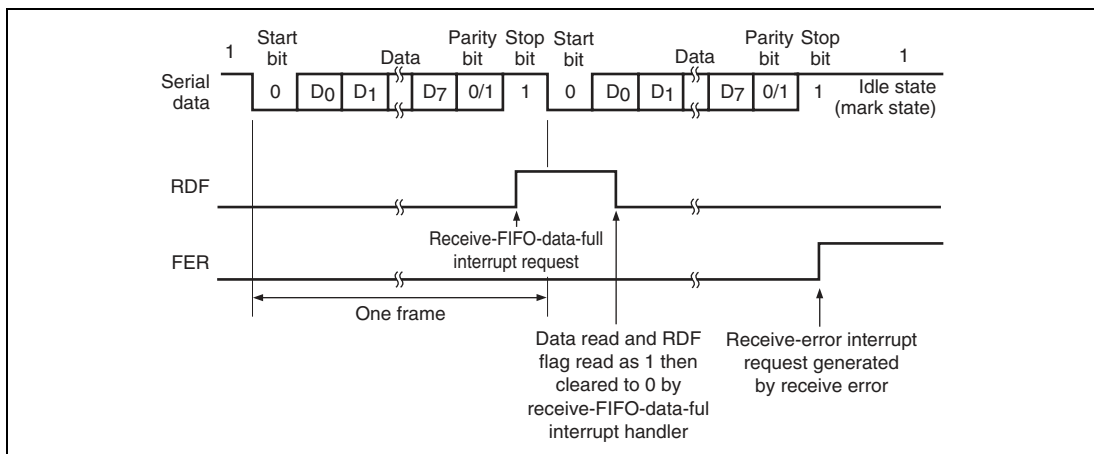 1
Start bit
Data
Parity bit
Stop bit
Start bit
Data
Parity bit
Stop bit
1
Serial data
0
D0
D1
D7
0/1
1
0
D0
D1
D7
0/1
1
Idle state
(mark state)
RDF
Receive-FIFO-data-full
interrupt request
FER
One frame
Data read and RDF
flag read as 1 then
cleared to 0 by
receive-FIFO-data-ful
interrupt handler
Receive-error interrupt
request generated
by receive error